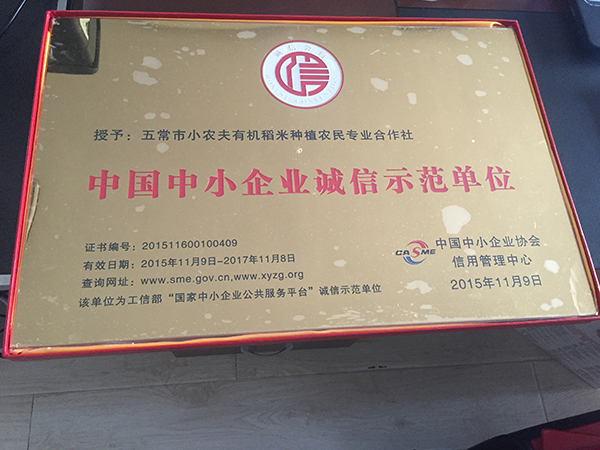 授予：五常市小农夫有机稻米种植农民专业合作社
中国中小企业诚信示范单位
证书编号：201511600100409
有效日期：2015年11月9日-2017年11月8日
查询网址：www.sme.gov.cn,www.xyzg.org
该单位为工信部“国家中小企业公共服务平台”诚信示范单位
CASME
中国中小企业协会
信用管理中心
2015年11月9日